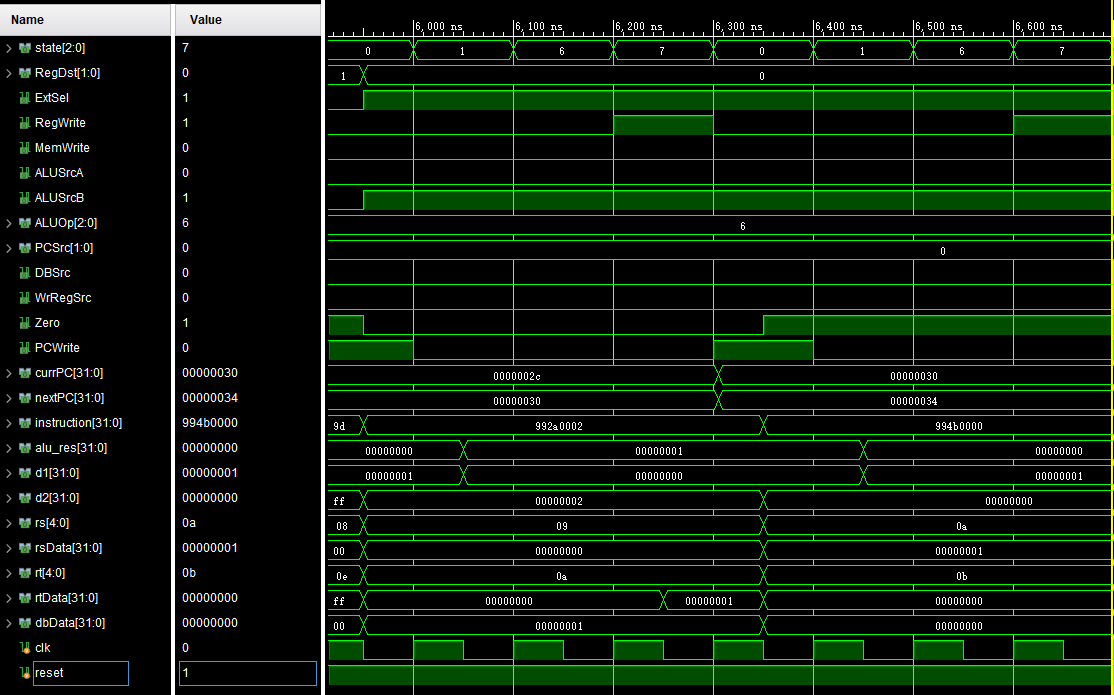 Name Value 6,000 ns 6,100 ns 6,200 ns 6,300 ns 6,400 ns 6,500 ns 6,600 ns
state[2:0] 7 0 1 6 7 0 1 6 7
RegDst[1:0] 0 1 0
ExtSel 1
RegWrite 1
MemWrite 0
ALUSrcA 0
ALUSrcB 1
ALUOp[2:0] 6 6
PCSrc[1:0] 0 0
DBSrc 0
WrRegSrc 0
Zero 1
PCWrite 0
currPC[31:0] 00000030 0000002c 00000030
nextPC[31:0] 00000034 00000030 00000034
instruction[31:0] 994b0000 9d 992a0002 994b0000
alu_res[31:0] 00000000 00000000 00000001 00000000
d1[31:0] 00000001 00000001 00000000 00000001
d2[31:0] 00000000 ff 00000002 00000000
rs[4:0] 0a 08 09 0a
rsData[31:0] 00000001 00 00000000 00000001
rt[4:0] 0b 0e 0a 0b
rtData[31:0] 00000000 ff 00000000 00000001 00000000
dbData[31:0] 00000000 00 00000001 00000000
clk 0
reset 1